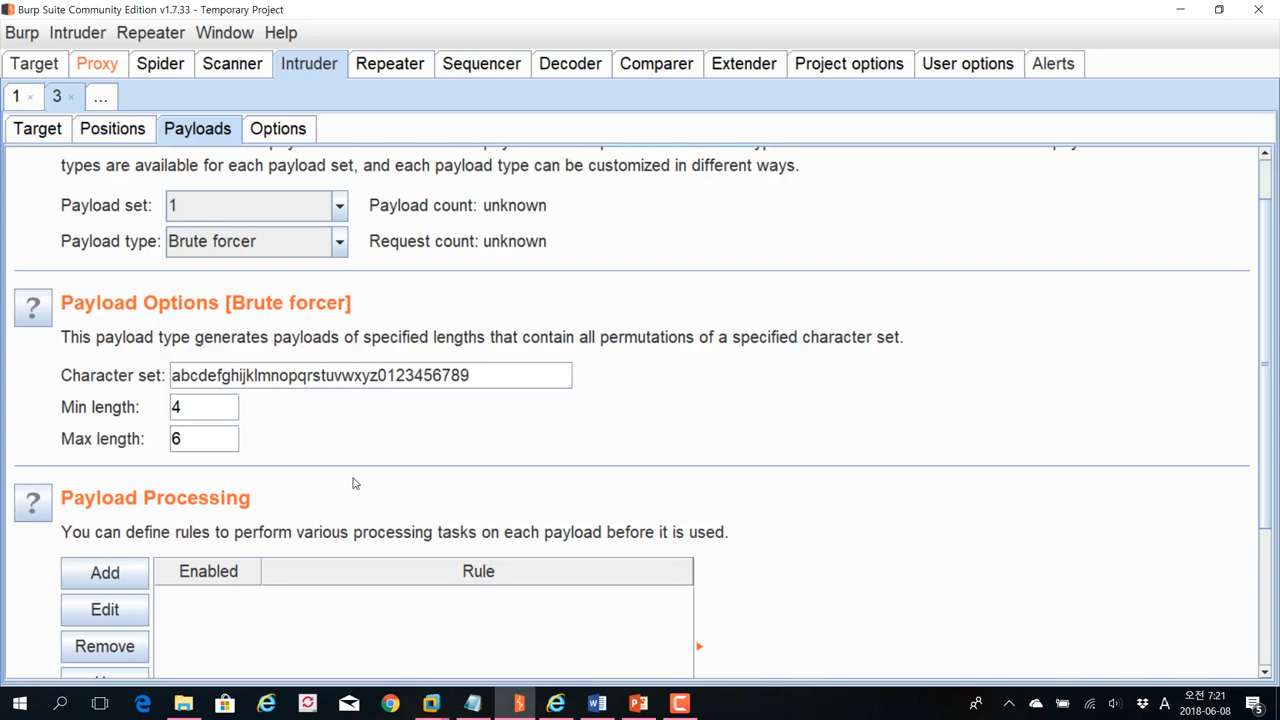 Burp Suite Community Edition v1.7.33 - Temporary Project
Burp Intruder Repeater Window Help
Target Proxy Spider Scanner Intruder Repeater Sequencer Decoder Comparer Extender Project options User options Alerts
1 × 3 × ...
Target Positions Payloads Options
types are available for each payload set, and each payload type can be customized in different ways.
Payload set: 1 Payload count: unknown
Payload type: Brute forcer Request count: unknown
? Payload Options [Brute forcer]
This payload type generates payloads of specified lengths that contain all permutations of a specified character set.
Character set: abcdefghijklmnopqrstuvwxyz0123456789
Min length: 4
Max length: 6
? Payload Processing
You can define rules to perform various processing tasks on each payload before it is used.
Add Enabled Rule
Edit
Remove
A 오전 7:21
2018-06-08 5